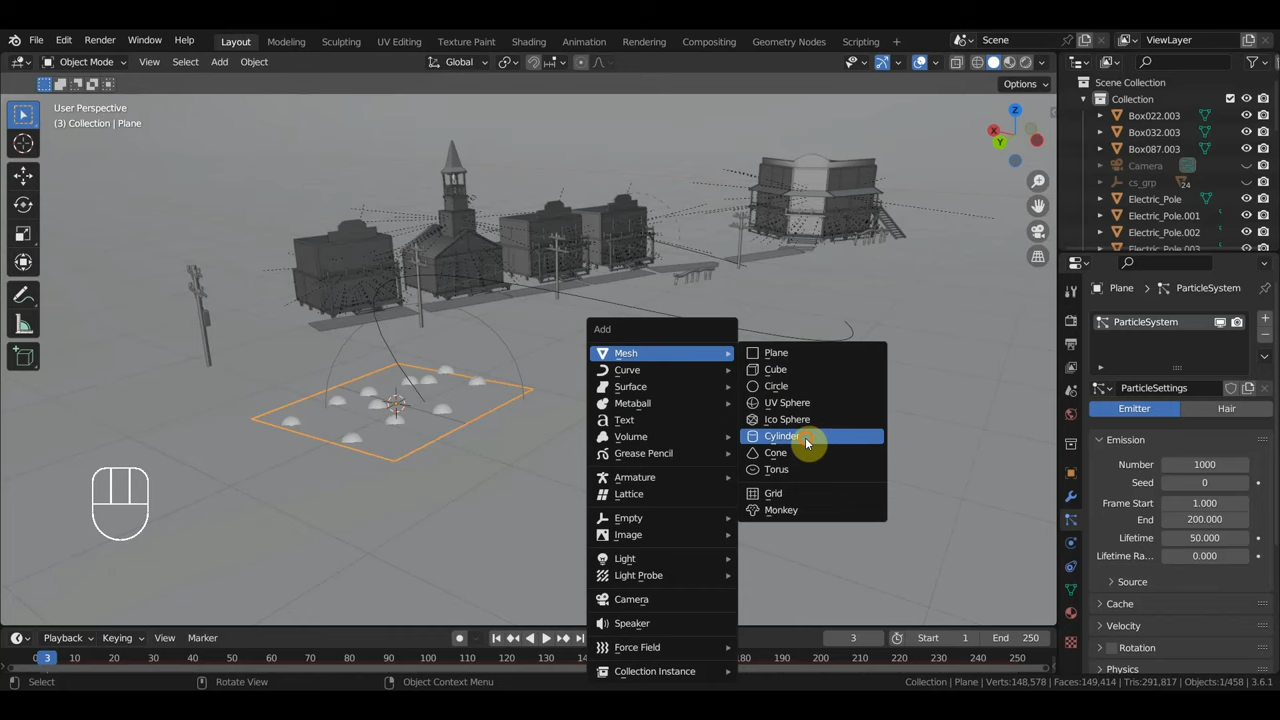 File Edit Render Window Help Layout Modeling Sculpting UV Editing Texture Paint Shading Animation Rendering Compositing Geometry Nodes Scripting + Scene ViewLayer
Object Mode View Select Add Object Global
Options
User Perspective
(3) Collection | Plane
Z
X
Y
Scene Collection
Collection
Box022.003
Box032.003
Box087.003
Camera
cs_grp 24
Electric_Pole
Electric_Pole.001
Electric_Pole.002
Electric_Pole.003
Plane > ParticleSystem
ParticleSystem
ParticleSettings
Emitter Hair
Emission
Number 1000
Seed 0
Frame Start 1.000
End 200.000
Lifetime 50.000
Lifetime Ra... 0.000
Source
Cache
Velocity
Rotation
Physics
Add
Mesh
Curve
Surface
Metaball
Text
Volume
Grease Pencil
Armature
Lattice
Empty
Image
Light
Light Probe
Camera
Speaker
Force Field
Collection Instance
Plane
Cube
Circle
UV Sphere
Ico Sphere
Cylinder
Cone
Torus
Grid
Monkey
Playback Keying View Marker 3 Start 1 End 250
0 3 10 20 30 40 50 60 70 80 90 100 110 120 130 140 180 190 200 210 220 230 240 250
Select Rotate View Object Context Menu Collection | Plane | Verts:148,578 | Faces:149,414 | Tris:291,817 | Objects:1/458 | 3.6.1